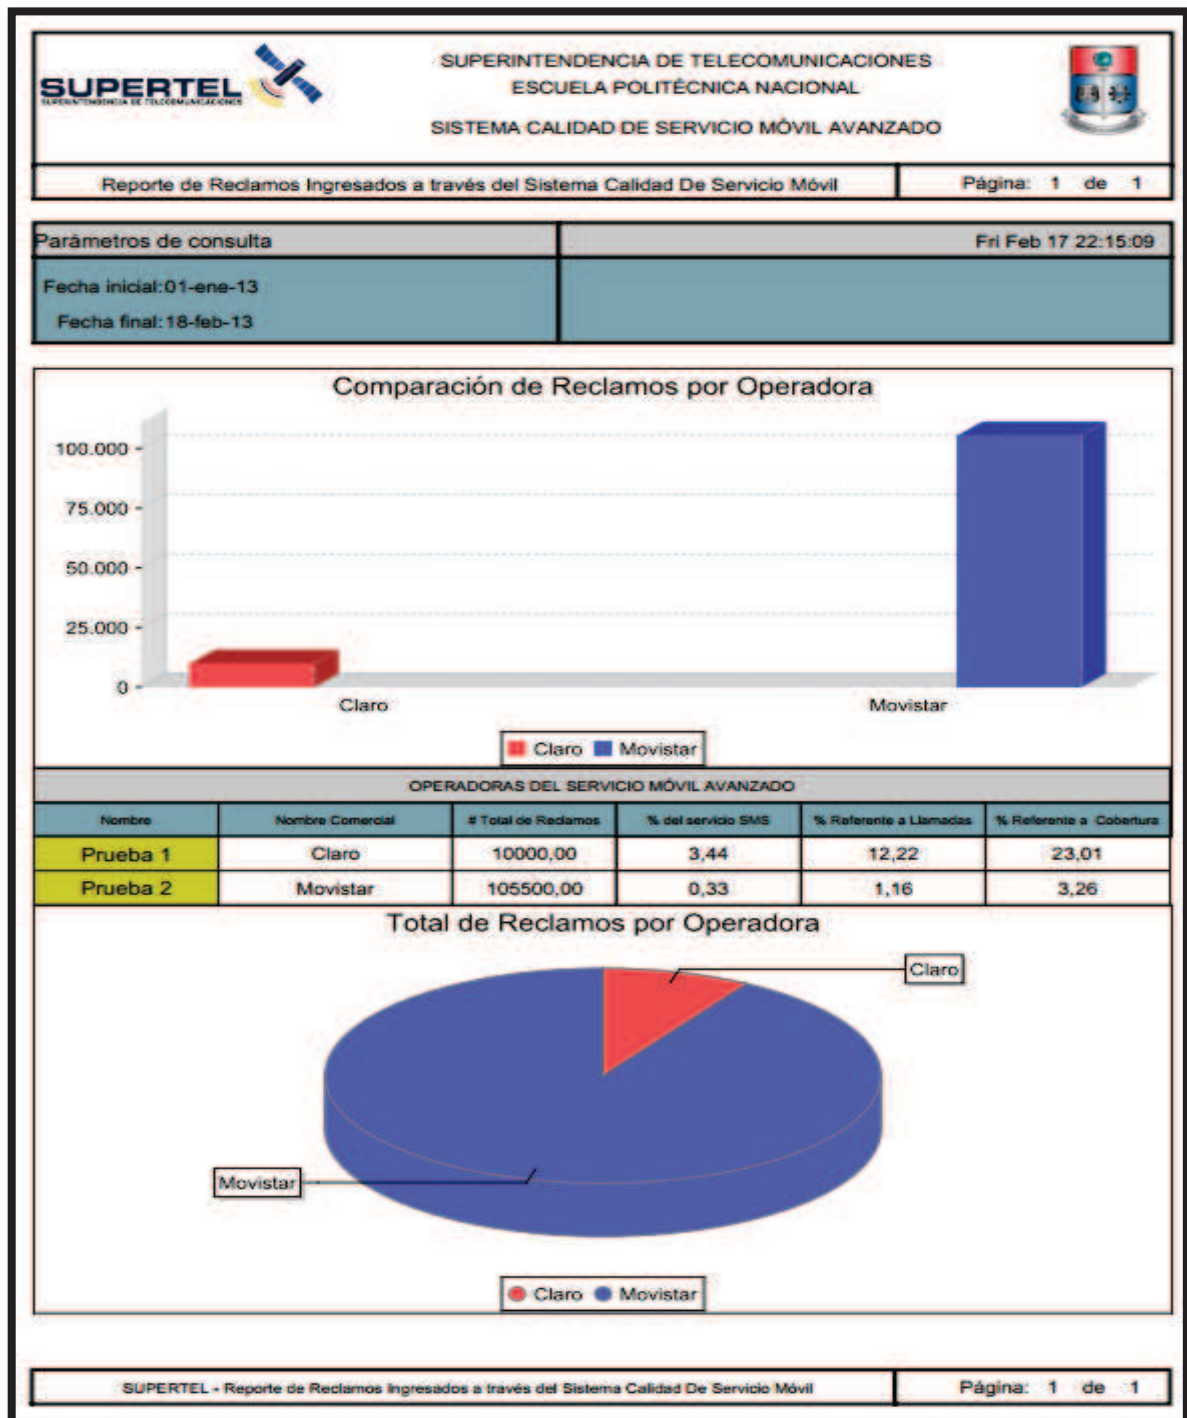 SUPERTEL
SUPERINTENDENCIA DE TELECOMUNICACIONES
SUPERINTENDENCIA DE TELECOMUNICACIONES
ESCUELA POLITÉCNICA NACIONAL
SISTEMA CALIDAD DE SERVICIO MÓVIL AVANZADO
Reporte de Reclamos Ingresados a través del Sistema Calidad De Servicio Móvil Página: 1 de 1
Parámetros de consulta Fri Feb 17 22:15:09
Fecha inicial:01-ene-13
Fecha final:18-feb-13
Comparación de Reclamos por Operadora
100.000
75.000
50.000
25.000
0
Claro Movistar
Claro Movistar
OPERADORAS DEL SERVICIO MÓVIL AVANZADO
Nombre Nombre Comercial # Total de Reclamos % del servicio SMS % Referente a Llamadas % Referente a Cobertura
Prueba 1 Claro 10000,00 3,44 12,22 23,01
Prueba 2 Movistar 105500,00 0,33 1,16 3,26
Total de Reclamos por Operadora
Claro
Movistar
Claro Movistar
SUPERTEL - Reporte de Reclamos Ingresados a través del Sistema Calidad De Servicio Móvil Página: 1 de 1